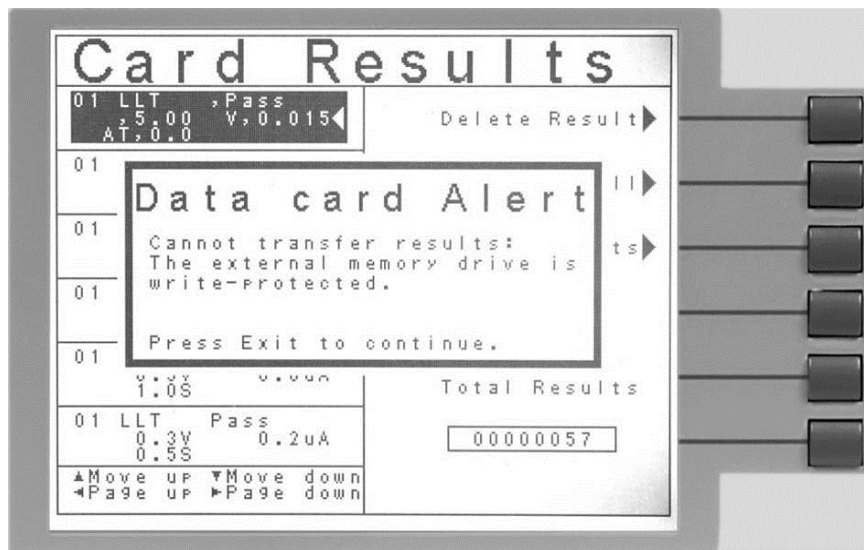 Card Results
01 LLT ,Pass
,5.00 V,0.015
AT,0.0
Delete Result
01
Data card Alert
ll
01
Cannot transfer results:
The external memory drive is
write-protected.
ts
01
Press Exit to continue.
01
1.0S
Total Results
01 LLT Pass
0.3V 0.2uA
0.5S
00000057
▲Move up ▼Move down
◄Page up ►Page down